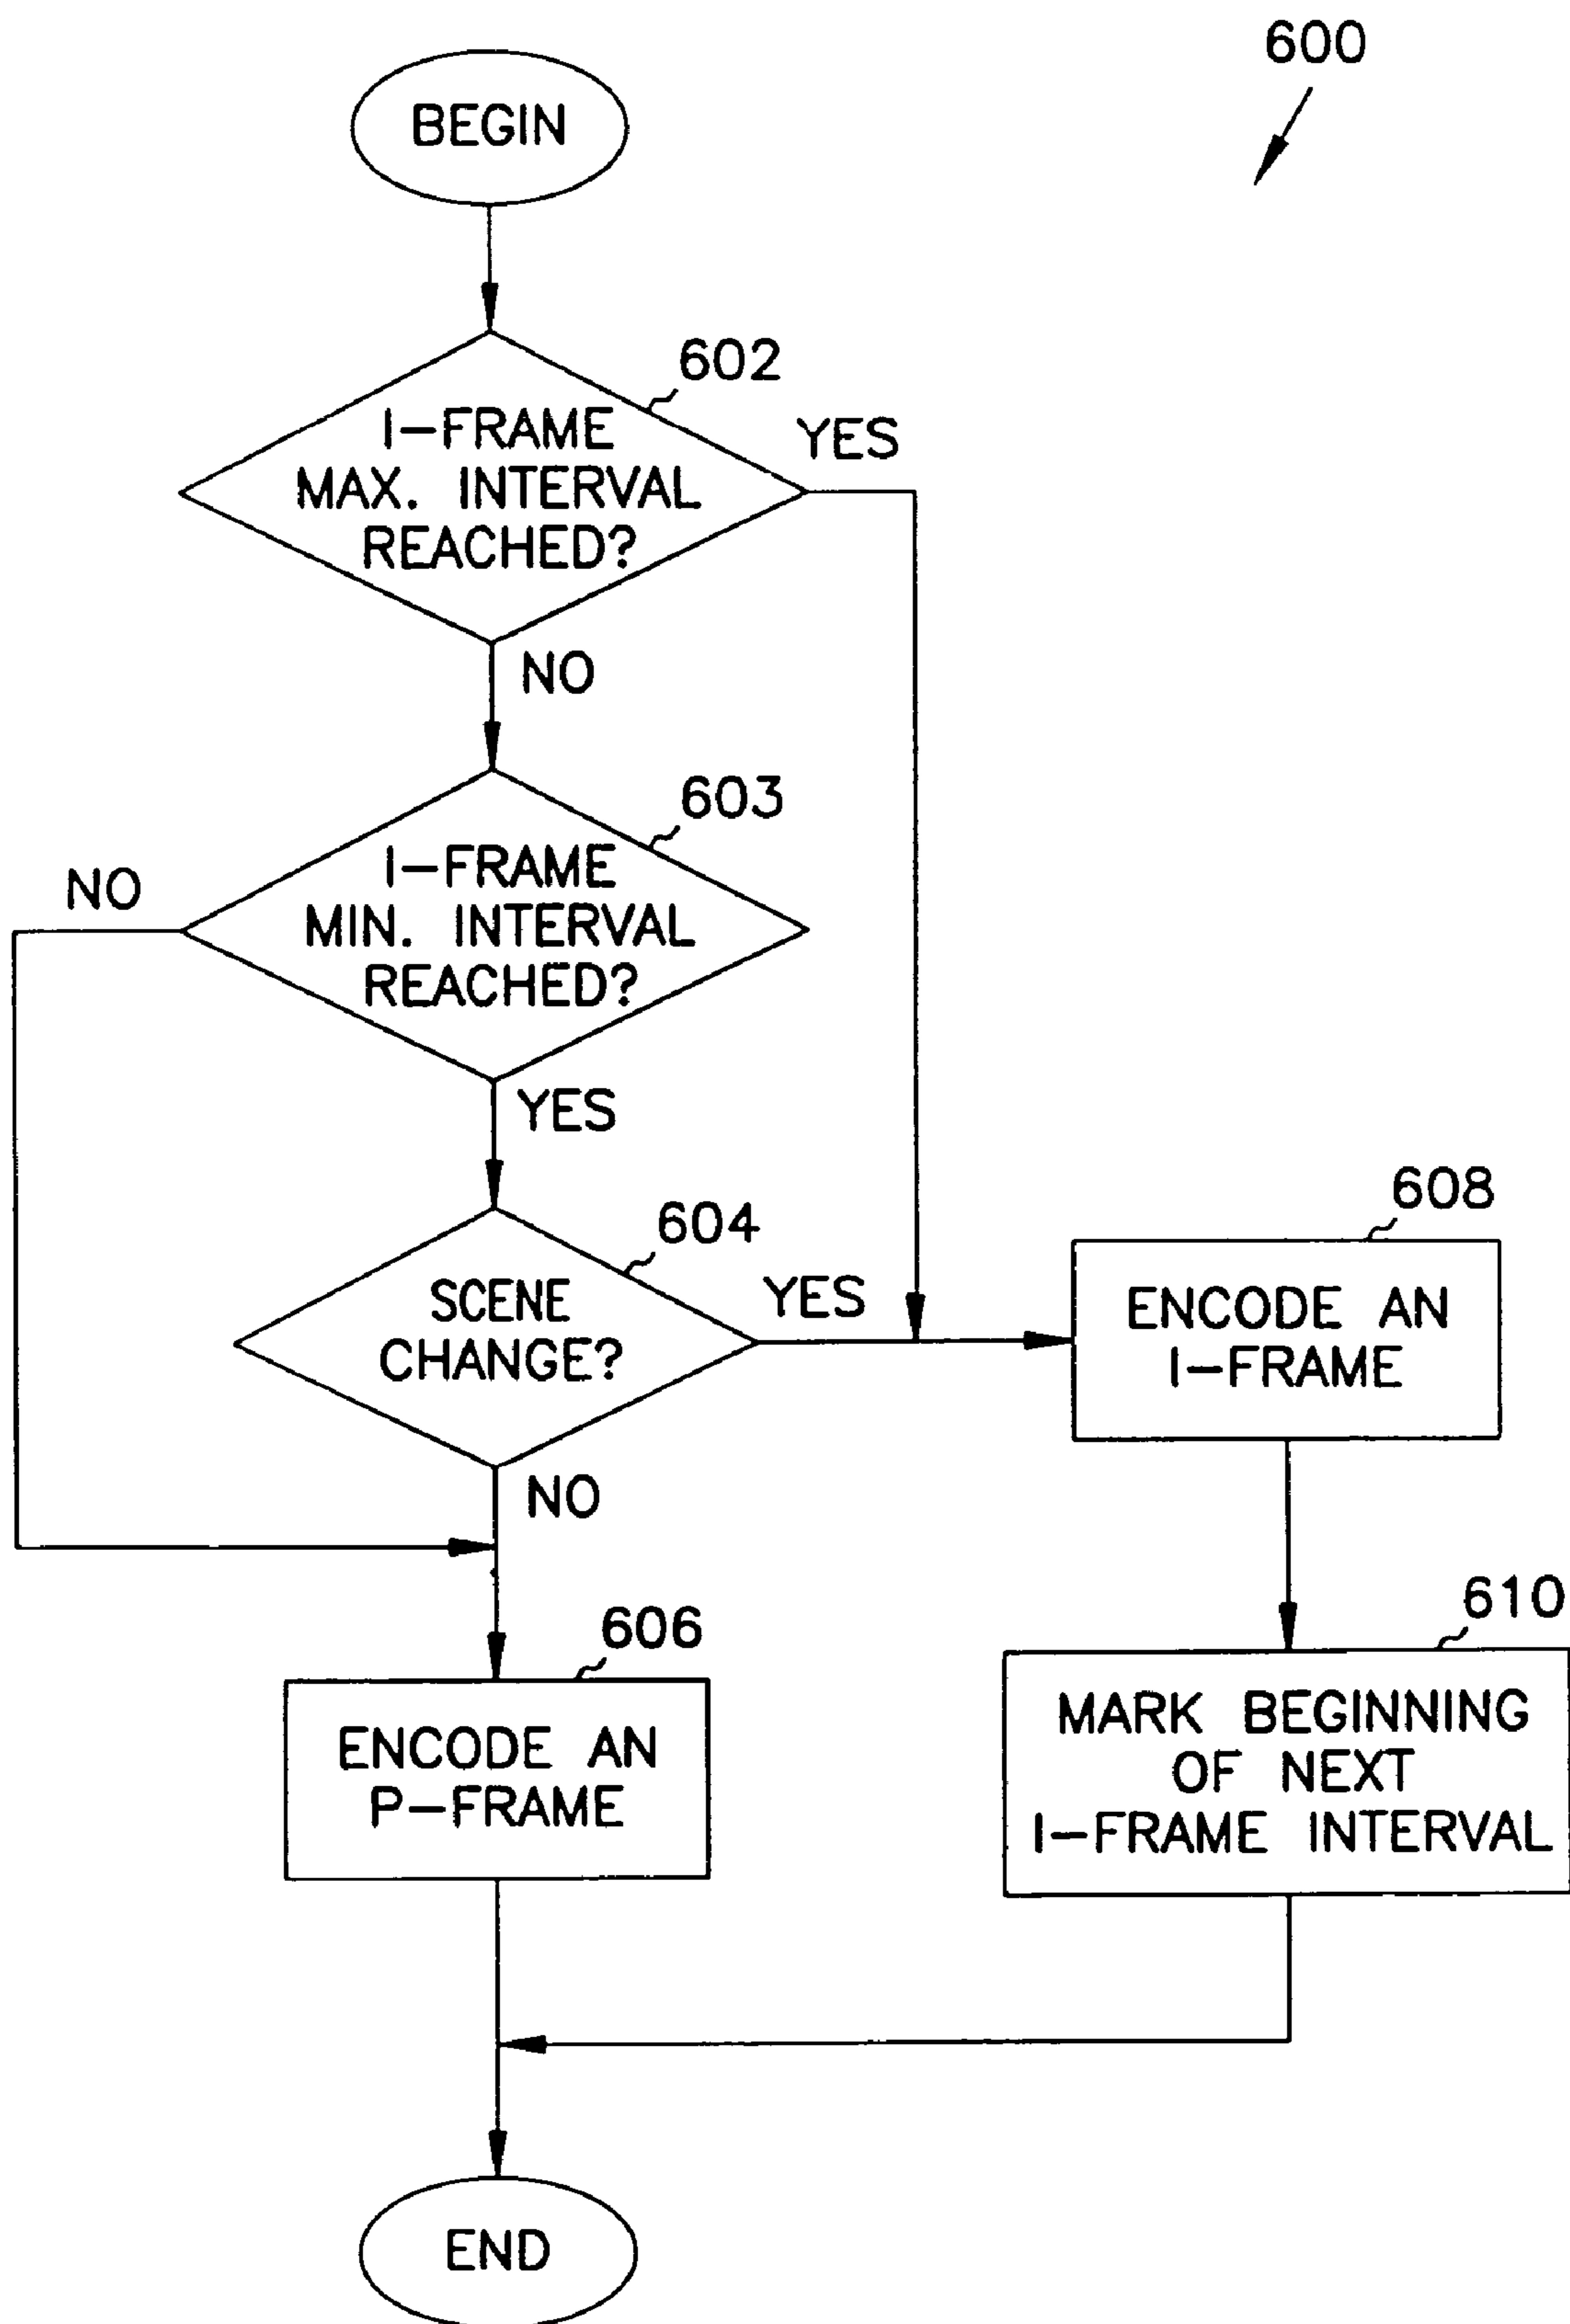 600
BEGIN
602
I-FRAME
MAX. INTERVAL
REACHED?
YES
NO
603
I-FRAME
MIN. INTERVAL
REACHED?
NO
YES
604
SCENE
CHANGE?
YES
NO
608
ENCODE AN
I-FRAME
606
ENCODE AN
P-FRAME
610
MARK BEGINNING
OF NEXT
I-FRAME INTERVAL
END